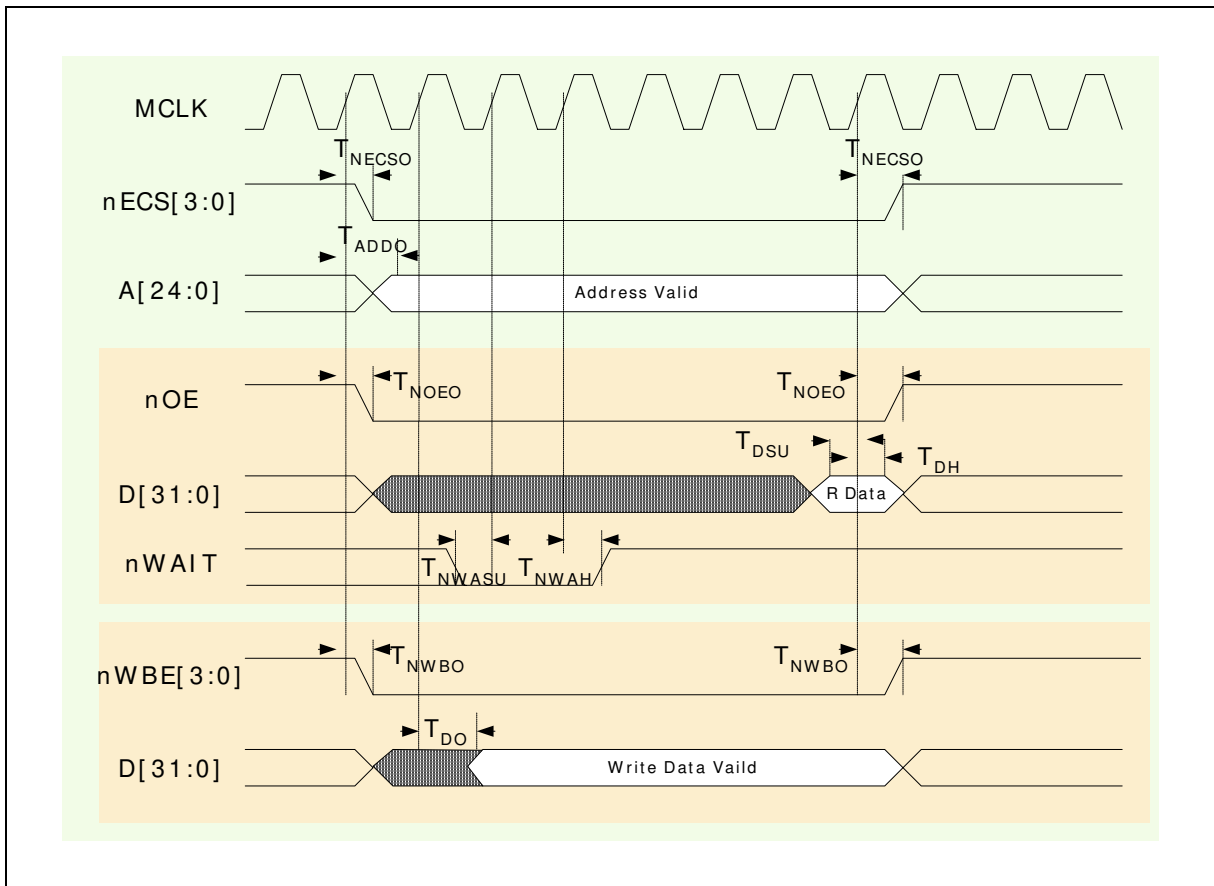 MCLK
TNECSO TNECSO
nECS[3:0]
TADDO
A[24:0] Address Valid
nOE TNOEO TNOEO
TDSU TDH
D[31:0] R Data
nWAIT TNWASU TNWAH
nWBE[3:0] TNWBO TNWBO
TDO
D[31:0] Write Data Vaild